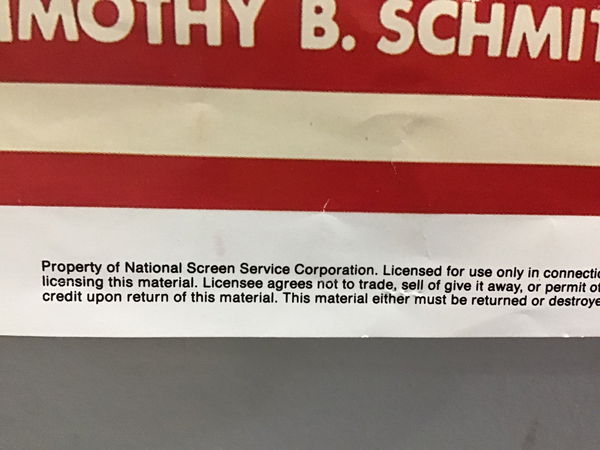 IMOTHY B. SCHMIT
Property of National Screen Service Corporation. Licensed for use only in connectio
licensing this material. Licensee agrees not to trade, sell of give it away, or permit ot
credit upon return of this material. This material either must be returned or destroye